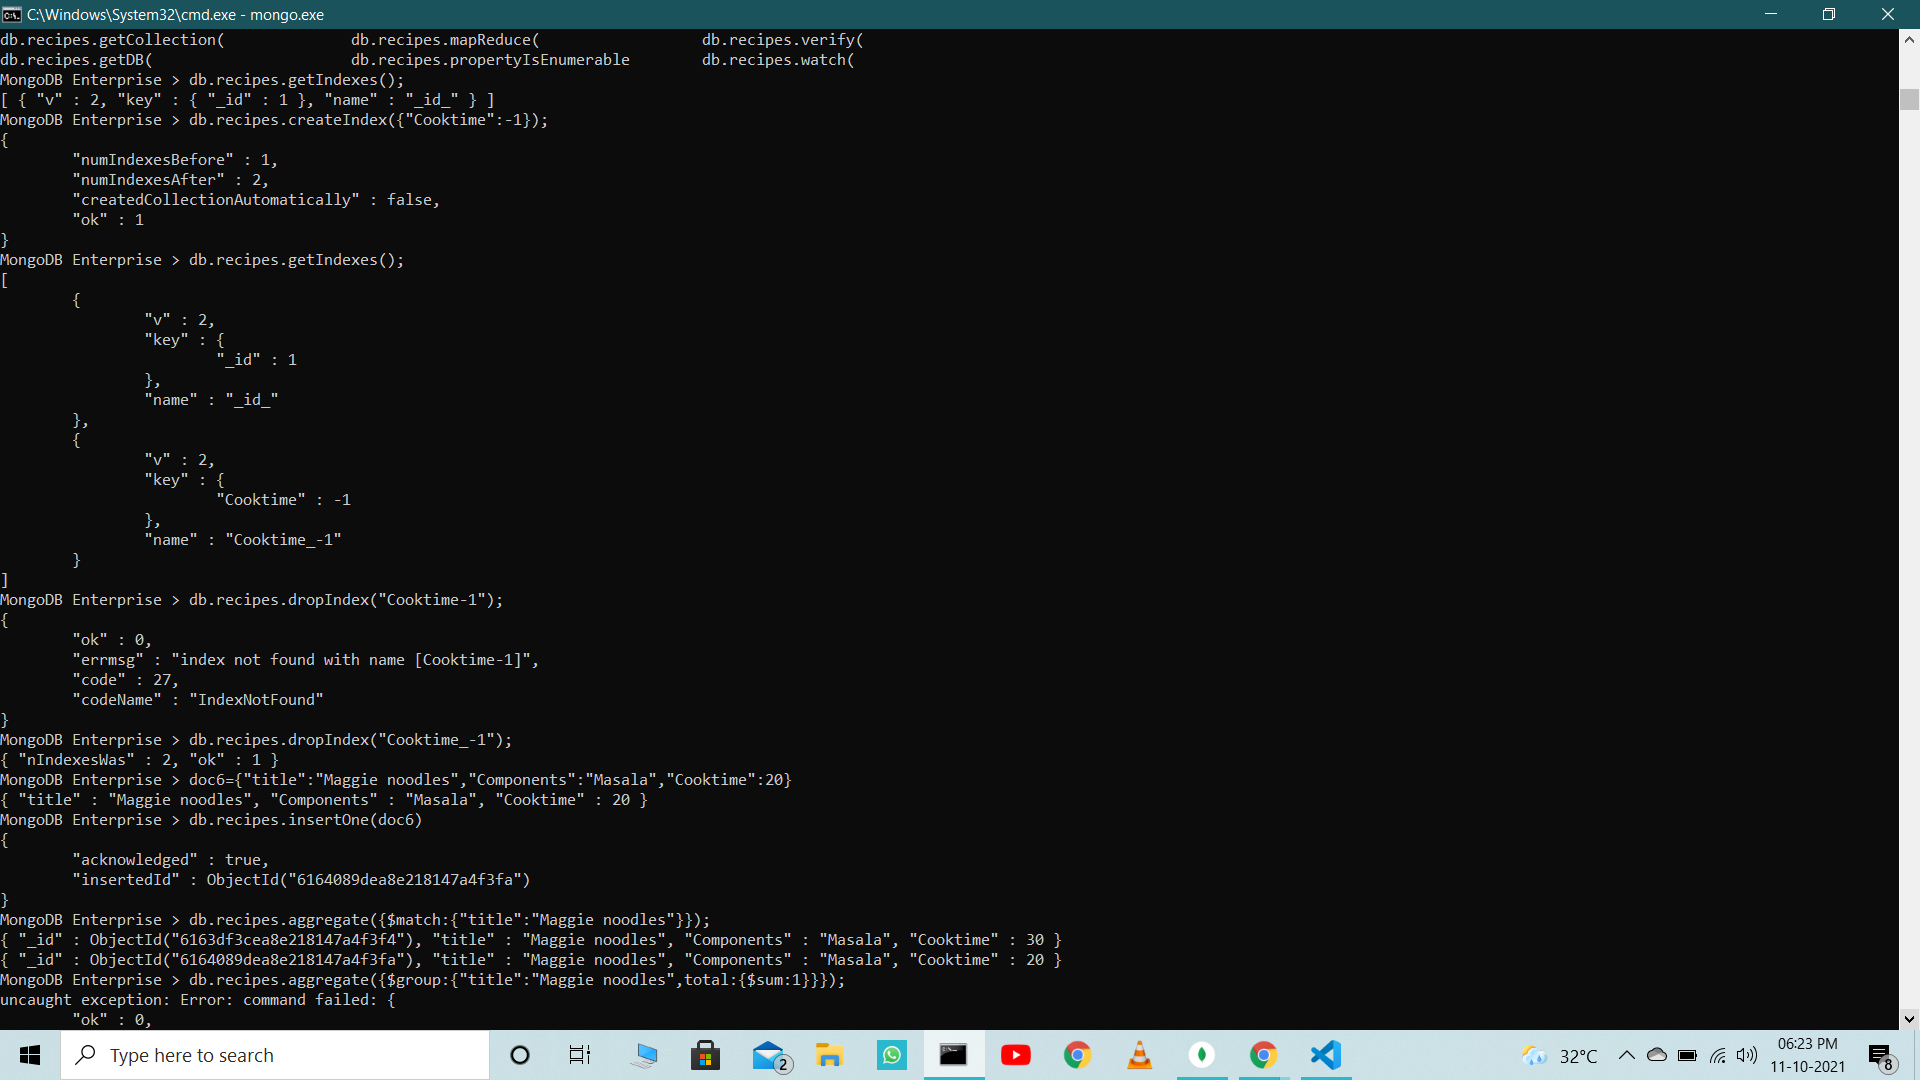 C:\Windows\System32\cmd.exe - mongo.exe
db.recipes.getCollection(              db.recipes.mapReduce(                  db.recipes.verify(
db.recipes.getDB(                      db.recipes.propertyIsEnumerable        db.recipes.watch(
MongoDB Enterprise > db.recipes.getIndexes();
[ { "v" : 2, "key" : { "_id" : 1 }, "name" : "_id_" } ]
MongoDB Enterprise > db.recipes.createIndex({"Cooktime":-1});
{
        "numIndexesBefore" : 1,
        "numIndexesAfter" : 2,
        "createdCollectionAutomatically" : false,
        "ok" : 1
}
MongoDB Enterprise > db.recipes.getIndexes();
[
        {
                "v" : 2,
                "key" : {
                        "_id" : 1
                },
                "name" : "_id_"
        },
        {
                "v" : 2,
                "key" : {
                        "Cooktime" : -1
                },
                "name" : "Cooktime_-1"
        }
]
MongoDB Enterprise > db.recipes.dropIndex("Cooktime-1");
{
        "ok" : 0,
        "errmsg" : "index not found with name [Cooktime-1]",
        "code" : 27,
        "codeName" : "IndexNotFound"
}
MongoDB Enterprise > db.recipes.dropIndex("Cooktime_-1");
{ "nIndexesWas" : 2, "ok" : 1 }
MongoDB Enterprise > doc6={"title":"Maggie noodles","Components":"Masala","Cooktime":20}
{ "title" : "Maggie noodles", "Components" : "Masala", "Cooktime" : 20 }
MongoDB Enterprise > db.recipes.insertOne(doc6)
{
        "acknowledged" : true,
        "insertedId" : ObjectId("6164089dea8e218147a4f3fa")
}
MongoDB Enterprise > db.recipes.aggregate({$match:{"title":"Maggie noodles"}});
{ "_id" : ObjectId("6163df3cea8e218147a4f3f4"), "title" : "Maggie noodles", "Components" : "Masala", "Cooktime" : 30 }
{ "_id" : ObjectId("6164089dea8e218147a4f3fa"), "title" : "Maggie noodles", "Components" : "Masala", "Cooktime" : 20 }
MongoDB Enterprise > db.recipes.aggregate({$group:{"title":"Maggie noodles",total:{$sum:1}}});
uncaught exception: Error: command failed: {
        "ok" : 0,
Type here to search
2
32°C
06:23 PM
11-10-2021
8